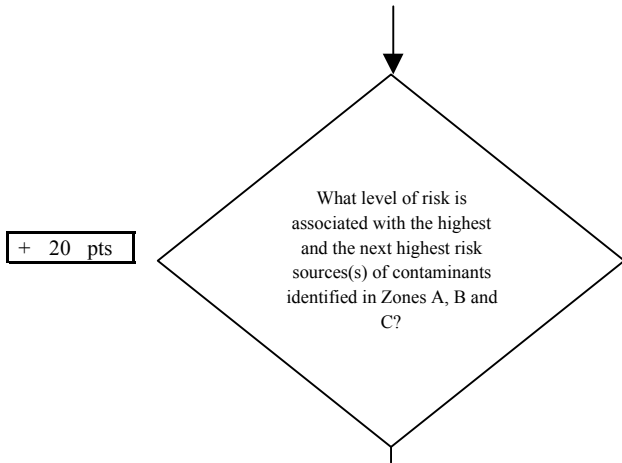 What level of risk is
associated with the highest
and the next highest risk
sources(s) of contaminants
identified in Zones A, B and
C?
+ 20 pts